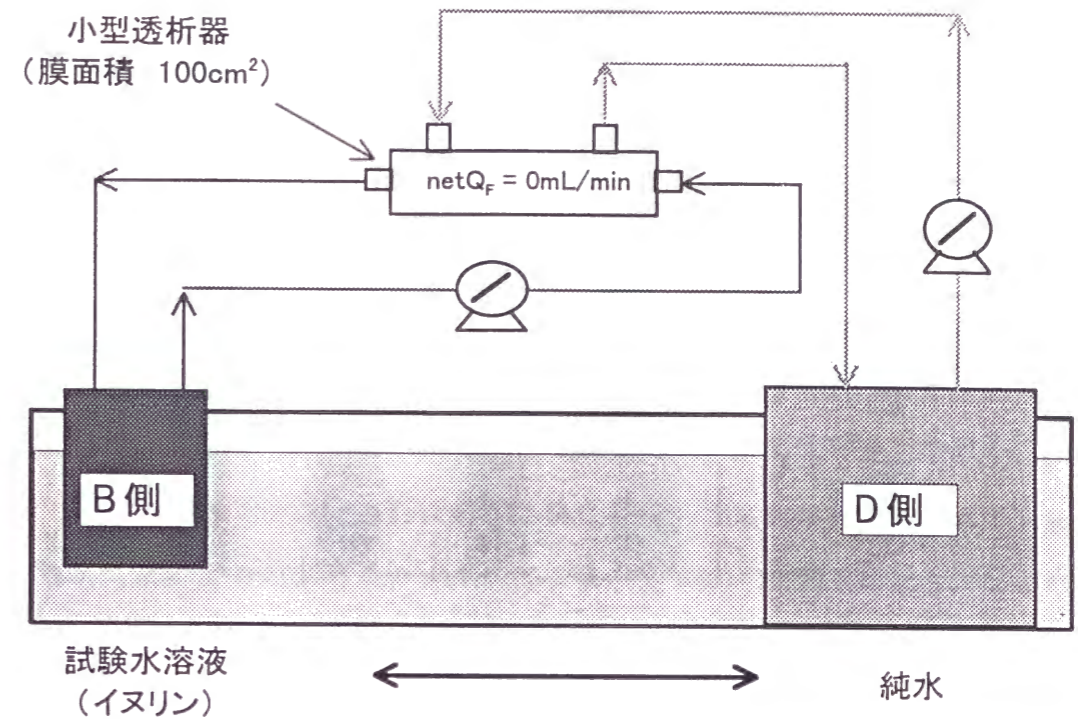 小型透析器
（膜面積 100cm²）
netQF = 0mL/min
B側
D側
試験水溶液
（イヌリン）
純水